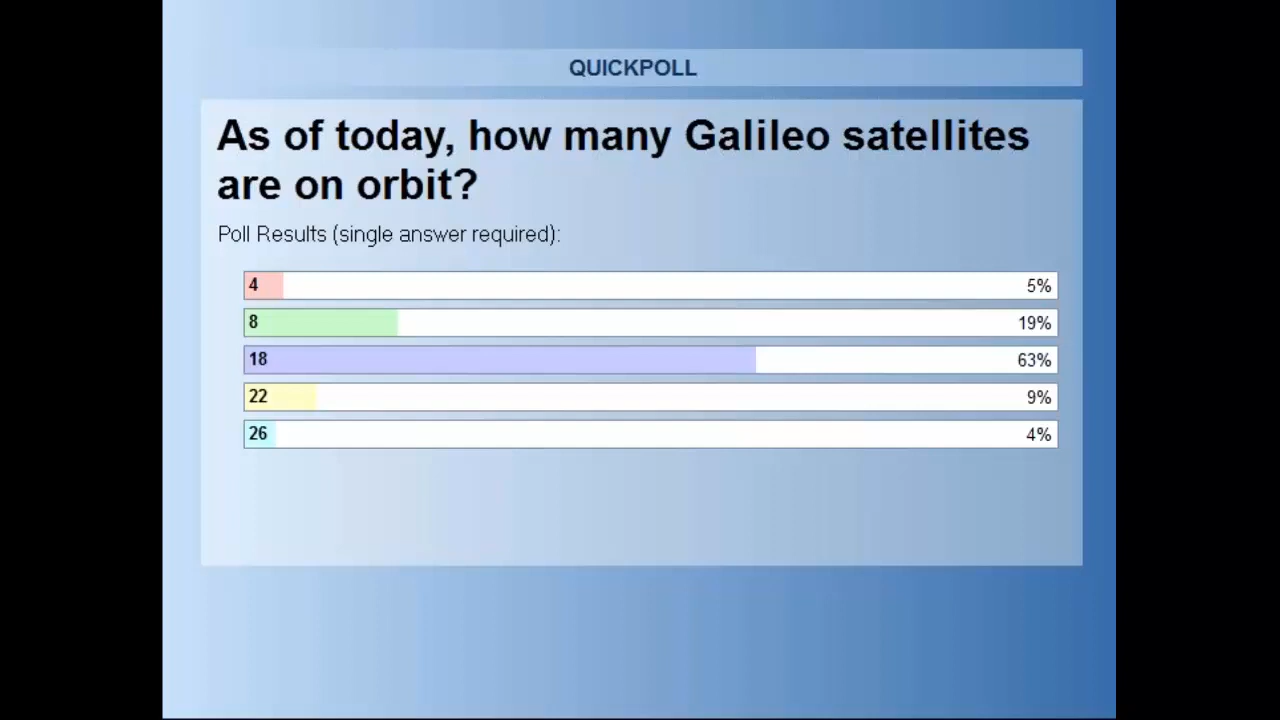 QUICKPOLL
As of today, how many Galileo satellites
are on orbit?
Poll Results (single answer required):
4 5%
8 19%
18 63%
22 9%
26 4%